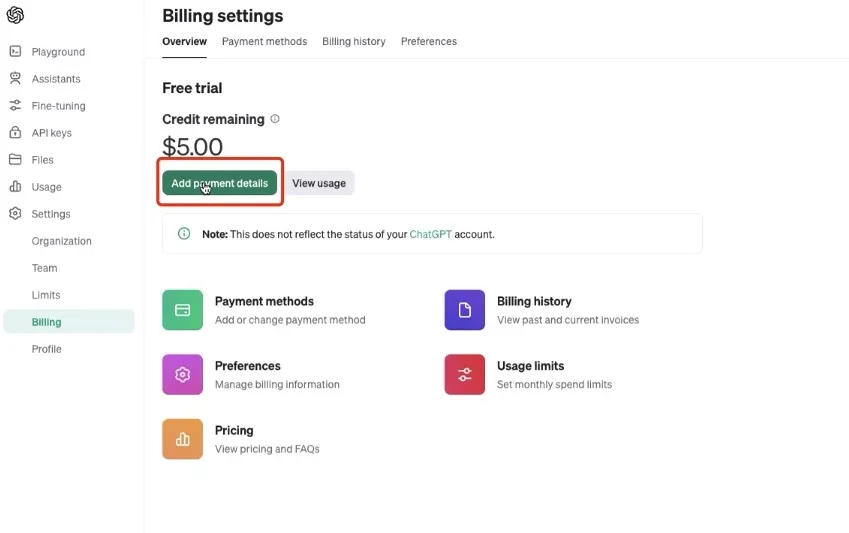 Billing settings
Overview Payment methods Billing history Preferences
Playground
Assistants
Fine-tuning
API keys
Files
Usage
Settings
Organization
Team
Limits
Billing
Profile
Free trial
Credit remaining
$5.00
Add payment details View usage
Note: This does not reflect the status of your ChatGPT account.
Payment methods
Add or change payment method
Billing history
View past and current invoices
Preferences
Manage billing information
Usage limits
Set monthly spend limits
Pricing
View pricing and FAQs